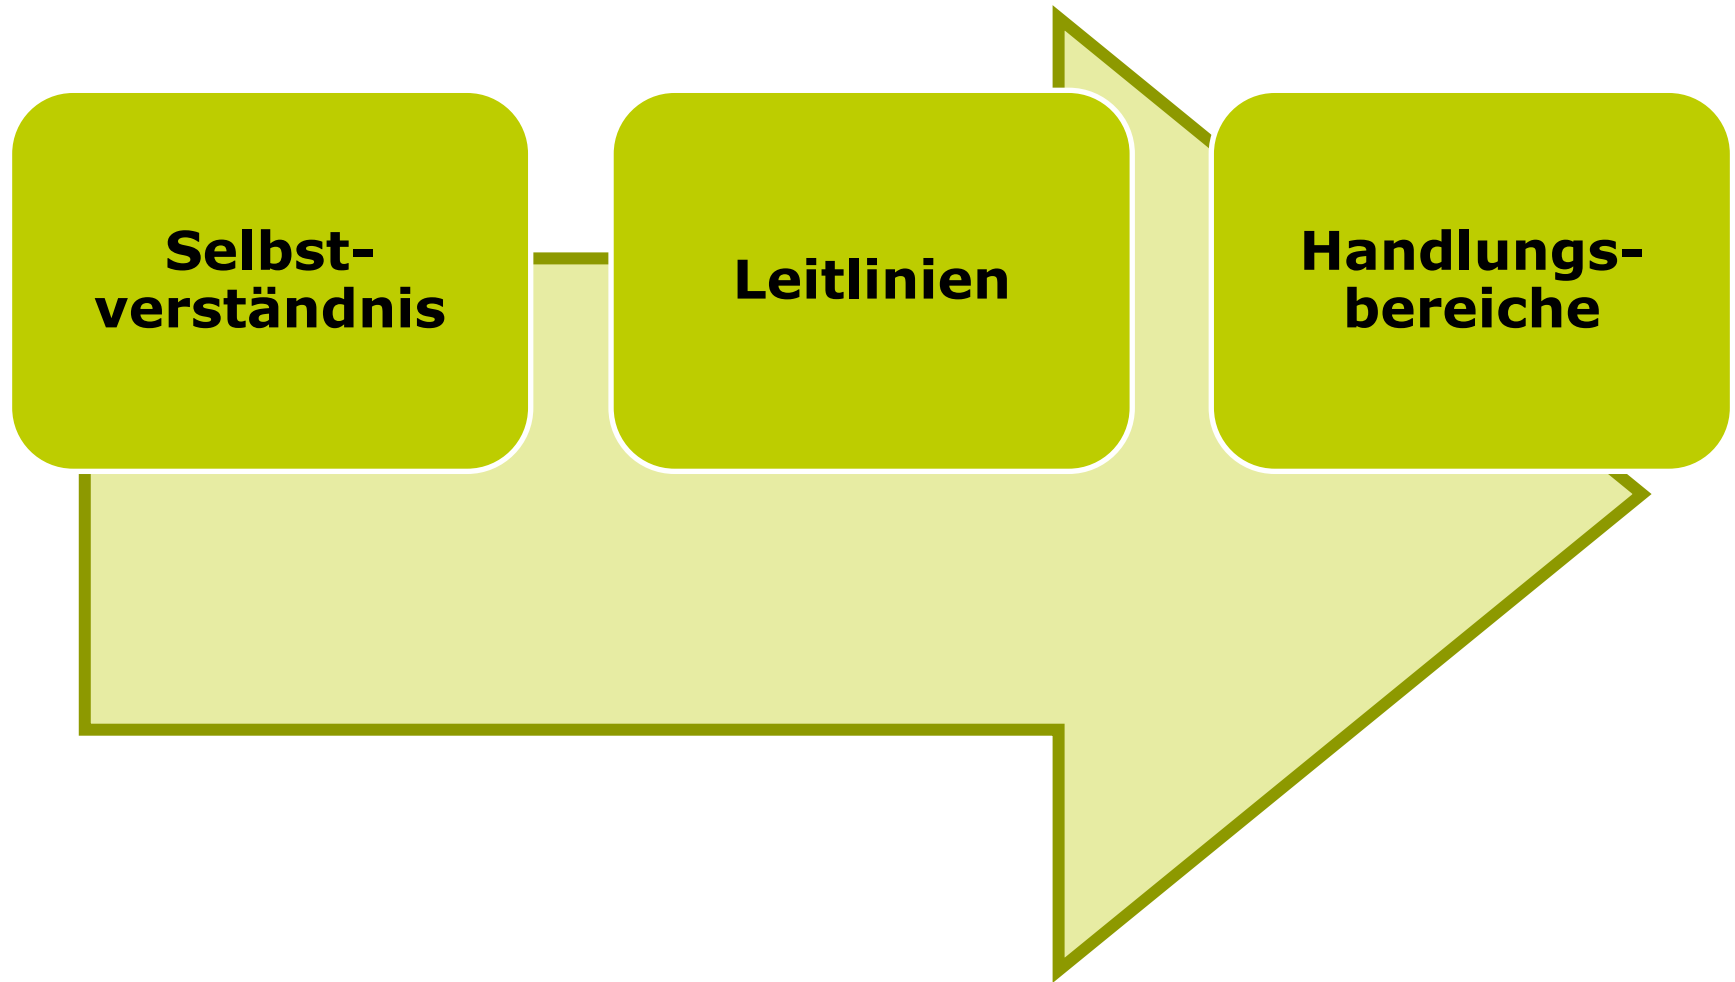 Selbst-
verständnis
Leitlinien
Handlungs-
bereiche